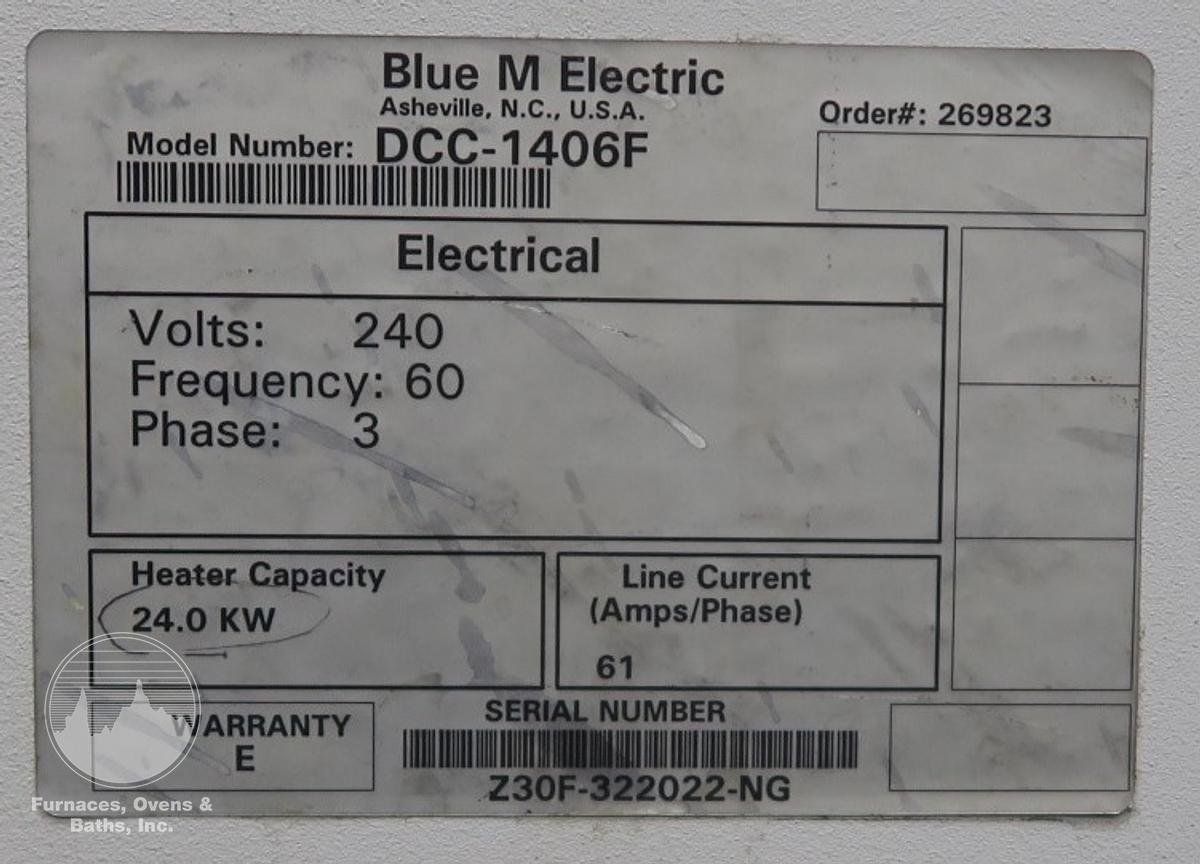 Blue M Electric
Asheville, N.C., U.S.A.
Order#: 269823
Model Number: DCC-1406F
Electrical
Volts: 240
Frequency: 60
Phase: 3
Heater Capacity
24.0 KW
Line Current
(Amps/Phase)
61
WARRANTY
E
SERIAL NUMBER
Z30F-322022-NG
Furnaces, Ovens &
Baths, Inc.